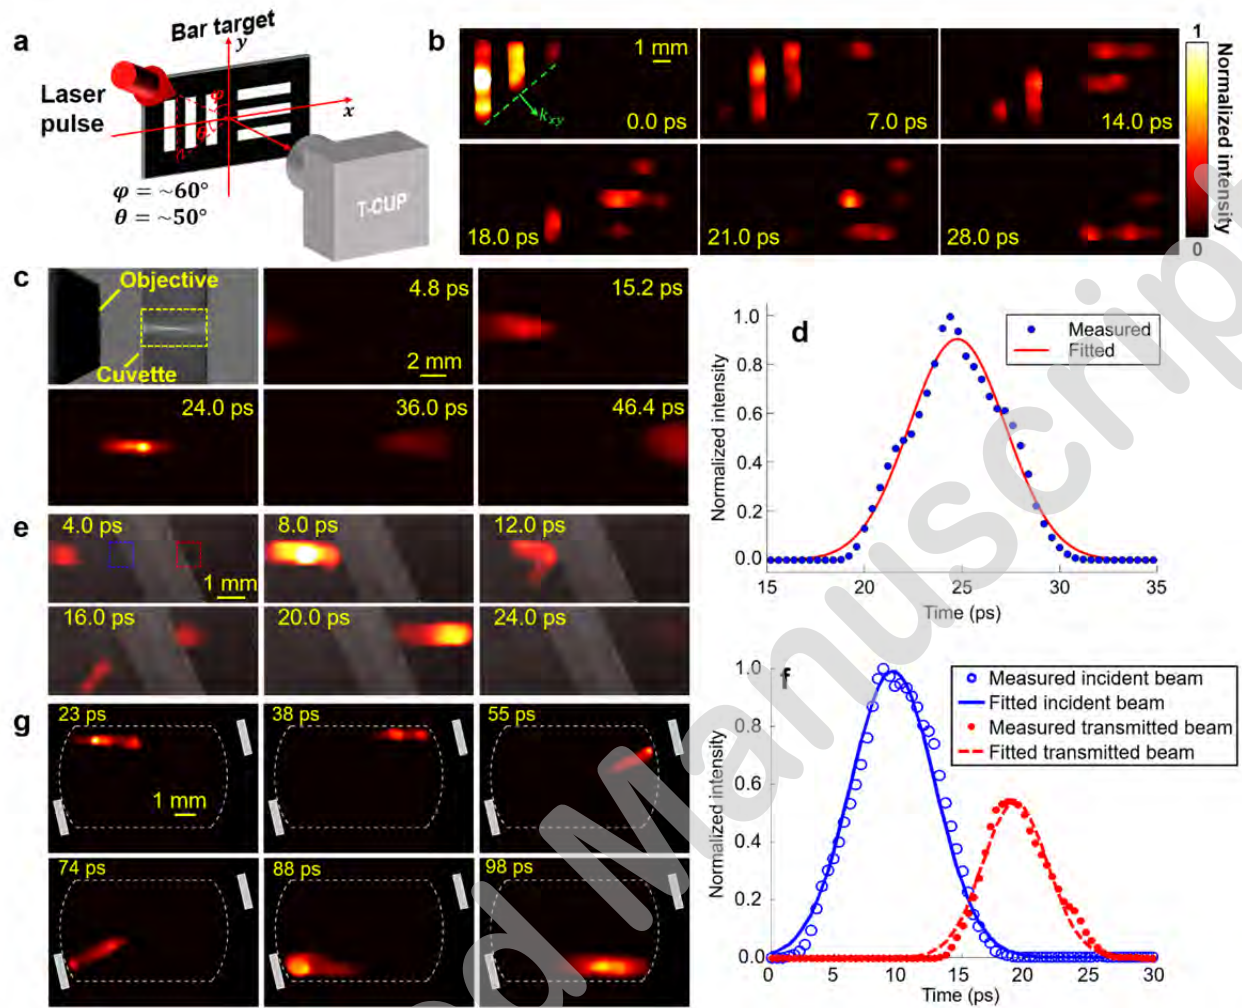 a
Bar target
y
Laser
pulse
φ
θ
x
φ = ~60°
θ = ~50°
T-CUP
b
1 mm
k_xy
0.0 ps
7.0 ps
14.0 ps
18.0 ps
21.0 ps
28.0 ps
1
Normalized intensity
0
c
Objective
Cuvette
4.8 ps
2 mm
15.2 ps
24.0 ps
36.0 ps
46.4 ps
d
Measured
Fitted
Normalized intensity
1.0
0.8
0.6
0.4
0.2
0.0
15 20 25 30 35
Time (ps)
e
4.0 ps
1 mm
8.0 ps
12.0 ps
16.0 ps
20.0 ps
24.0 ps
f
Measured incident beam
Fitted incident beam
Measured transmitted beam
Fitted transmitted beam
Normalized intensity
1.0
0.8
0.6
0.4
0.2
0.0
0 5 10 15 20 25 30
Time (ps)
g
23 ps
1 mm
38 ps
55 ps
74 ps
88 ps
98 ps
d Manuscrip